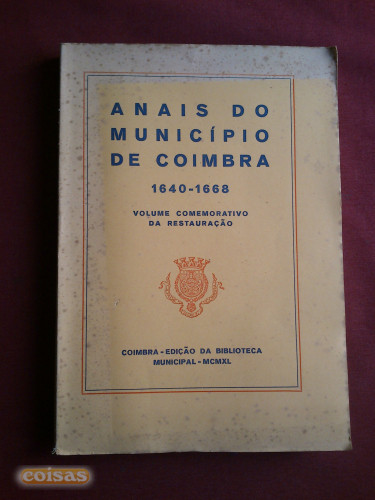 ANAIS DO
MUNICÍPIO
DE COIMBRA
1640-1668
VOLUME COMEMORATIVO
DA RESTAURAÇÃO
COIMBRA - EDIÇÃO DA BIBLIOTECA
MUNICIPAL - MCMXL
coisas